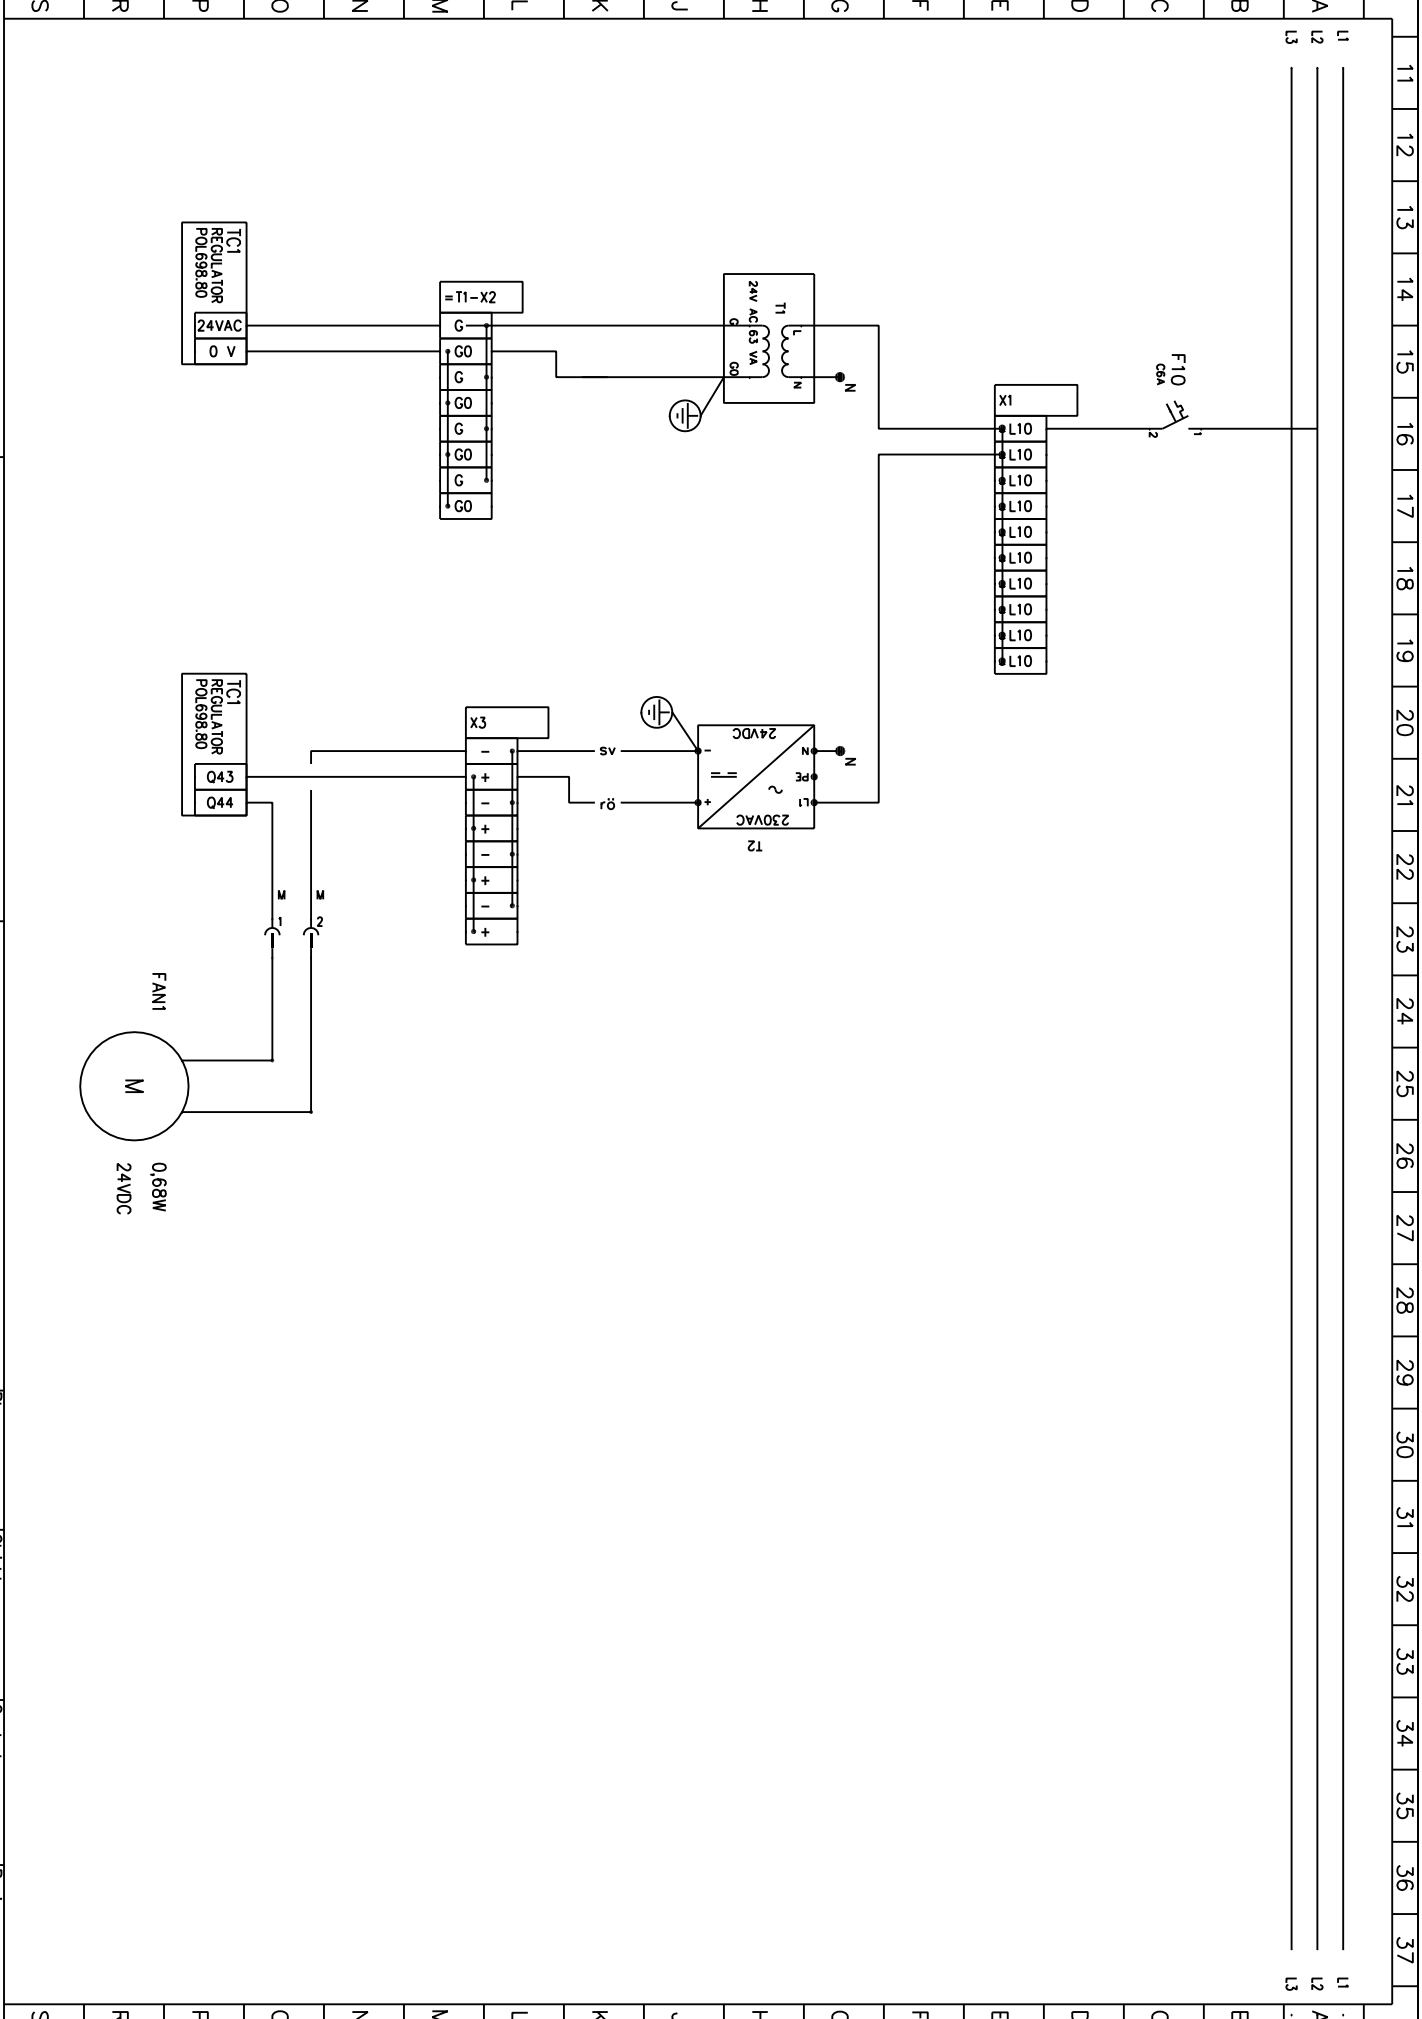 11 12 13 14 15 16 17 18 19 20 21 22 23 24 25 26 27 28 29 30 31 32 33 34 35 36 37
A
B
C
D
E
F
G
H
J
K
L
M
N
O
P
R
S
L1
L2
L3
L1
L2
L3
F10
C6A
1
2
X1
L10
L10
L10
L10
L10
L10
L10
L10
L10
L10
T1
L
N
N
24V AC 63 VA
G
G0
N
N
PE
L1
24VDC
230VAC
~
-
+
T2
=T1-X2
G
G0
G
G0
G
G0
G
G0
sv
rö
X3
-
+
-
+
-
+
-
+
TC1
REGULATOR
POL698.80
24VAC
0 V
TC1
REGULATOR
POL698.80
Q43
Q44
M
2
M
1
FAN1
M
0,68W
24VDC